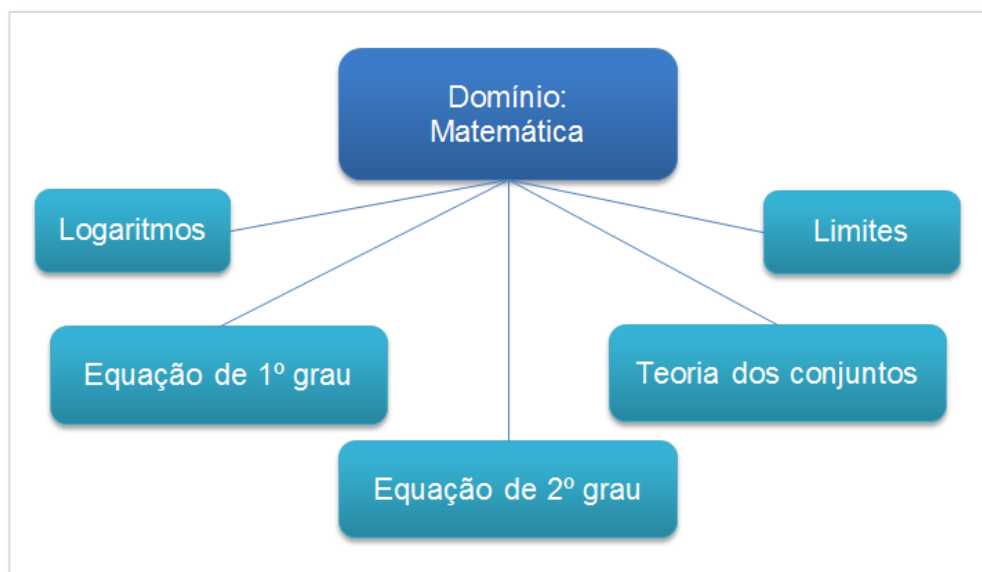 Domínio:
Matemática
Logaritmos
Limites
Equação de 1º grau
Teoria dos conjuntos
Equação de 2º grau